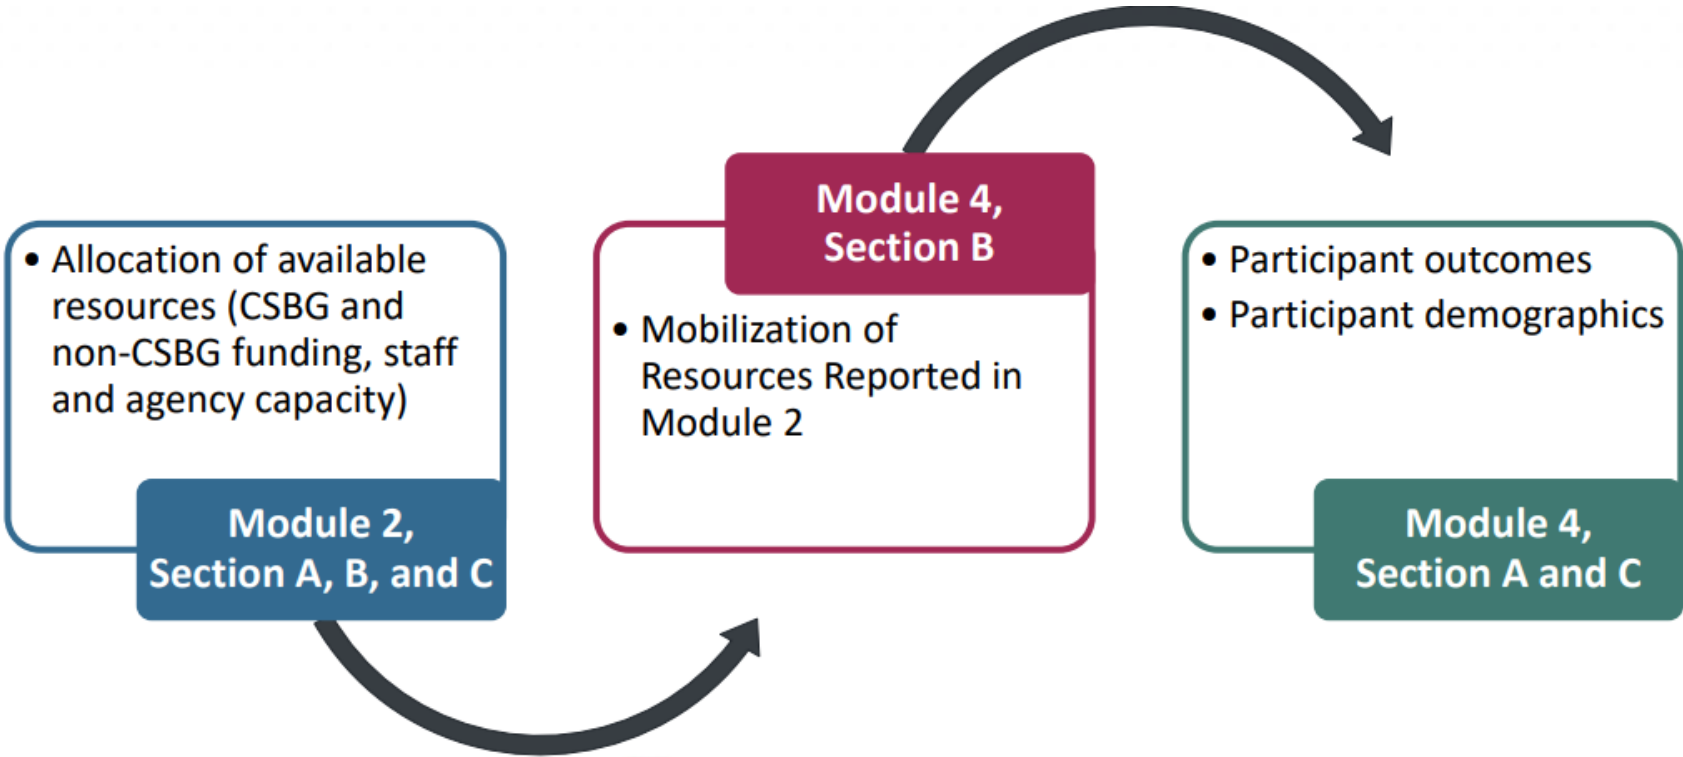 • Allocation of available
resources (CSBG and
non-CSBG funding, staff
and agency capacity)
Module 2,
Section A, B, and C
Module 4,
Section B
• Mobilization of
Resources Reported in
Module 2
• Participant outcomes
• Participant demographics
Module 4,
Section A and C